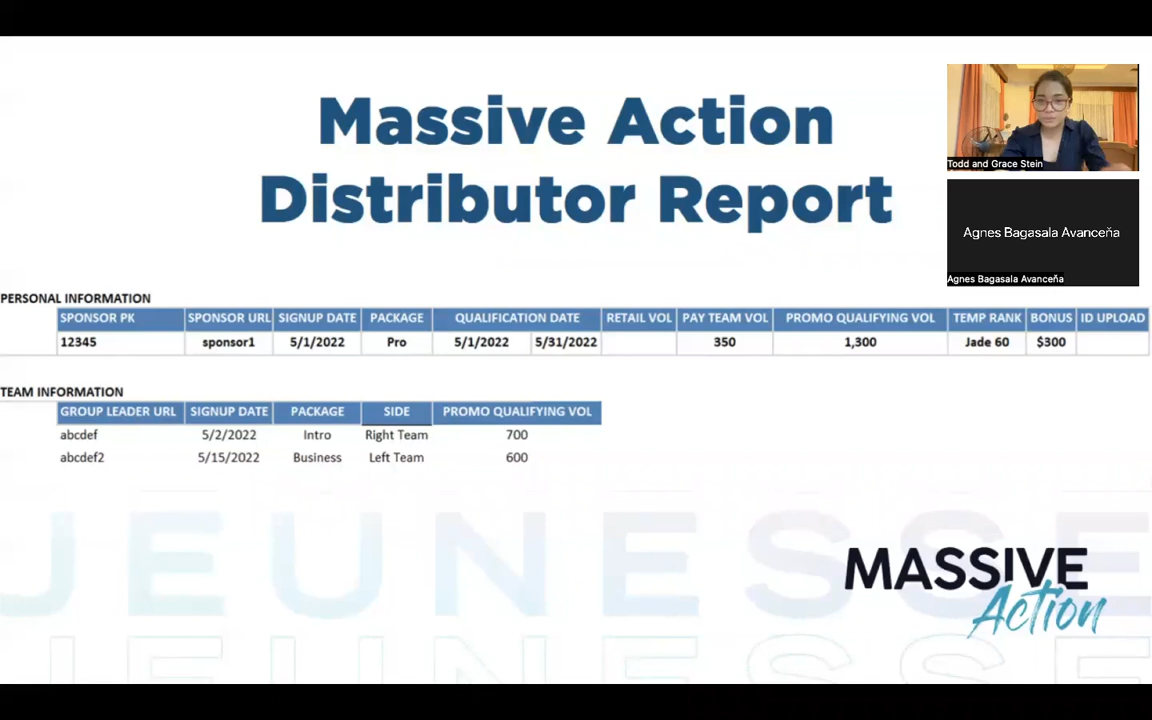 Massive Action
Distributor Report
Todd and Grace Stein
Agnes Bagasala Avanceňa
Agnes Bagasala Avanceňa
PERSONAL INFORMATION
SPONSOR PK SPONSOR URL SIGNUP DATE PACKAGE QUALIFICATION DATE RETAIL VOL PAY TEAM VOL PROMO QUALIFYING VOL TEMP RANK BONUS ID UPLOAD
12345 sponsor1 5/1/2022 Pro 5/1/2022 5/31/2022 350 1,300 Jade 60 $300
TEAM INFORMATION
GROUP LEADER URL SIGNUP DATE PACKAGE SIDE PROMO QUALIFYING VOL
abcdef 5/2/2022 Intro Right Team 700
abcdef2 5/15/2022 Business Left Team 600
JEUNESSE
MASSIVE
Action
JEUNESSE